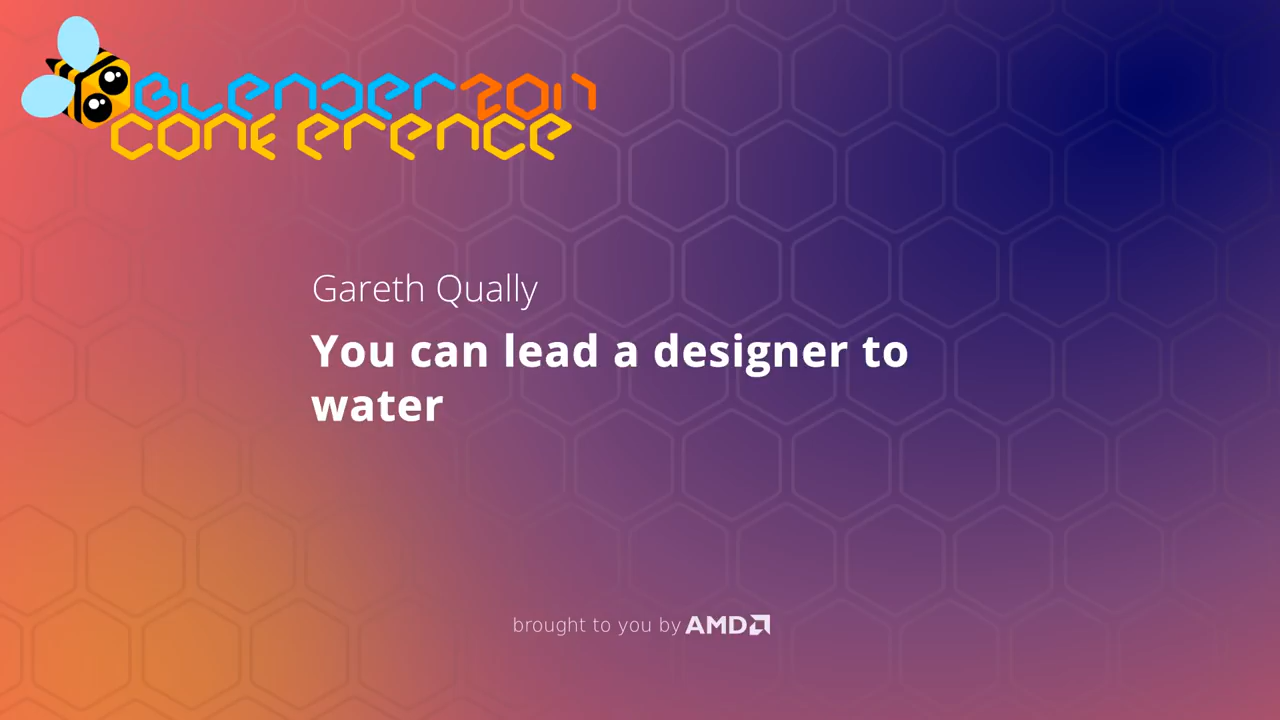 BLENDER 2017
CONFERENCE
Gareth Qually
You can lead a designer to
water
brought to you by AMD